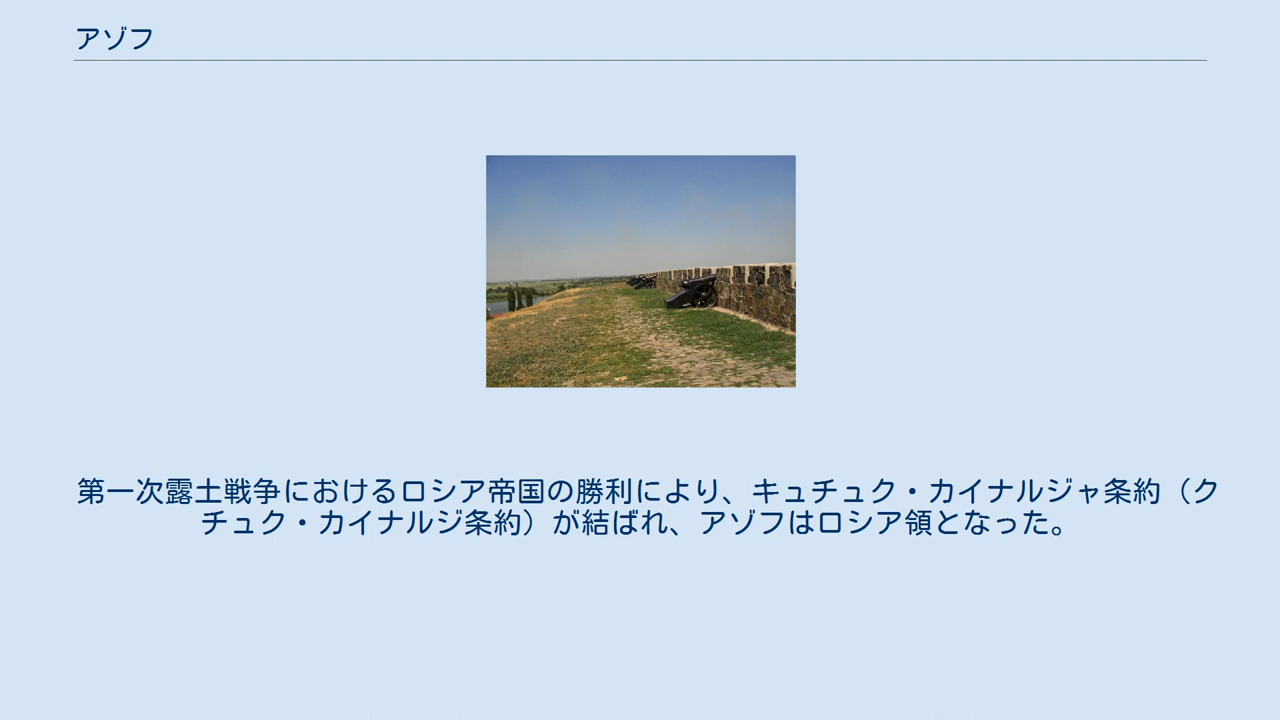 アゾフ
第一次露土戦争におけるロシア帝国の勝利により、キュチュク・カイナルジャ条約（ク
チュク・カイナルジ条約）が結ばれ、アゾフはロシア領となった。